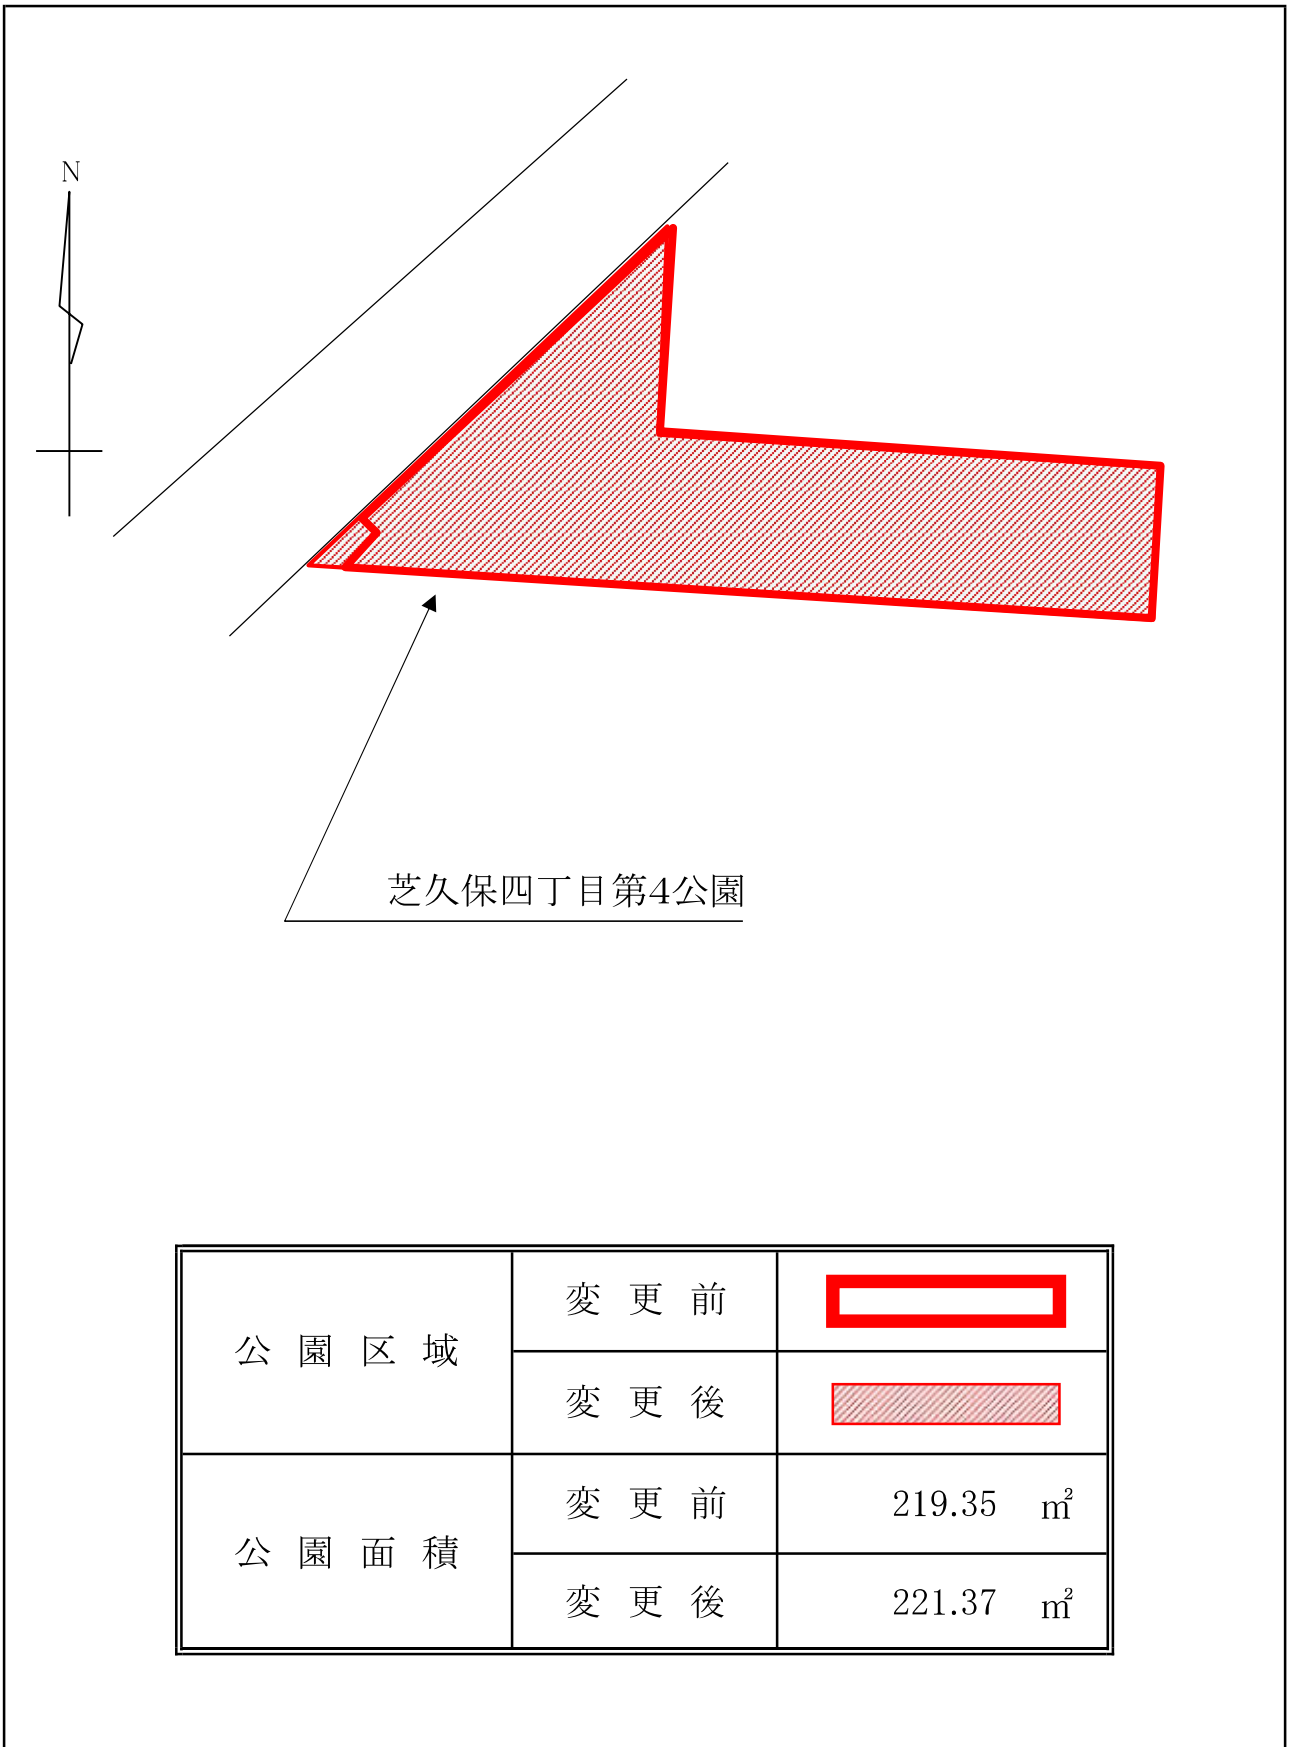 N
芝久保四丁目第4公園
公園区域
変更前
変更後
公園面積
変更前 219.35 ㎡
変更後 221.37 ㎡